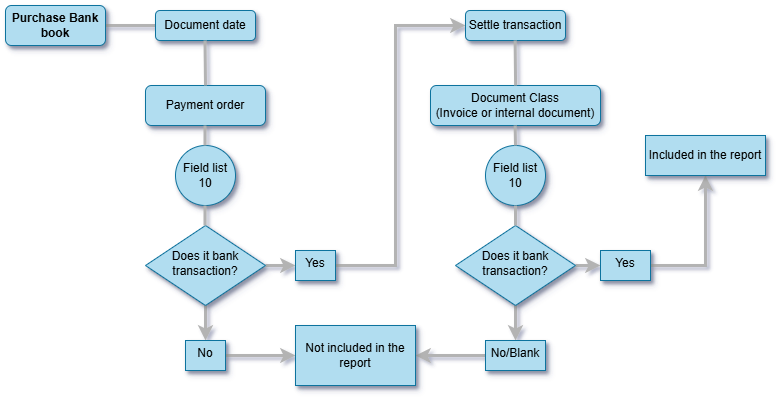 Purchase Bank
book
Document date
Payment order
Field list
10
Does it bank
transaction?
Yes
No
Settle transaction
Document Class
(Invoice or internal document)
Field list
10
Does it bank
transaction?
Yes
No/Blank
Included in the report
Not included in the
report